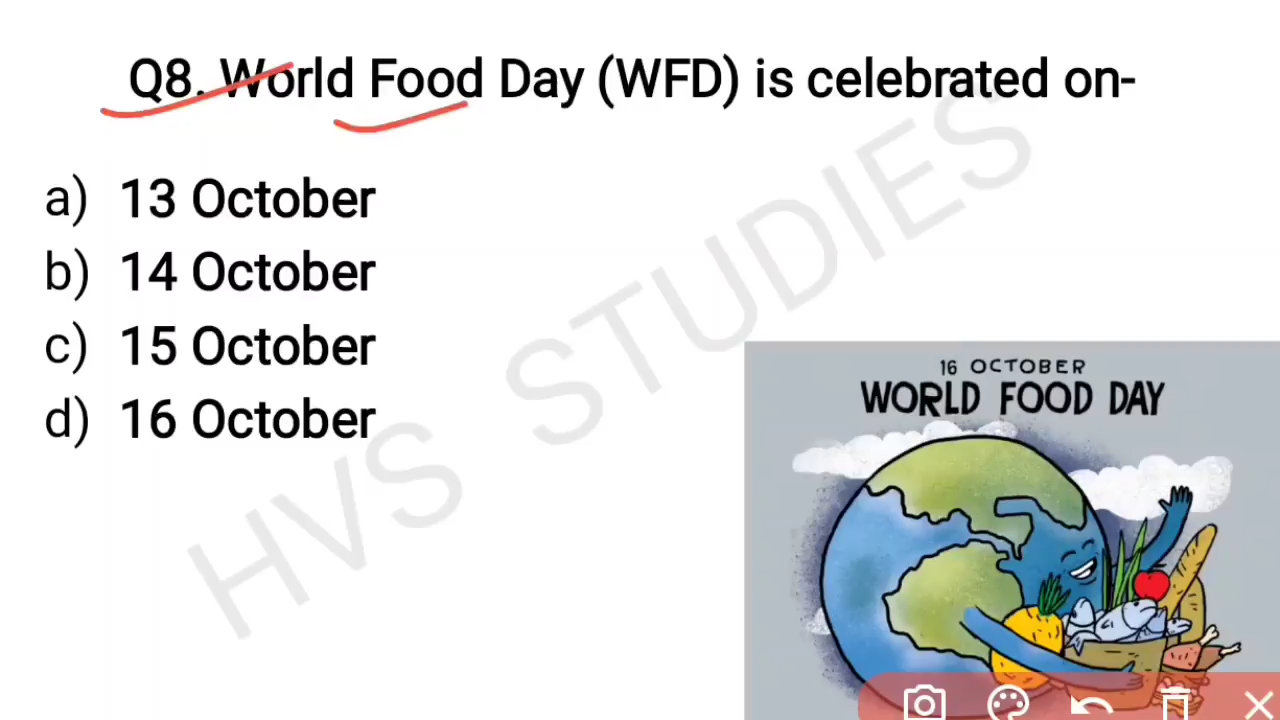 Q8. World Food Day (WFD) is celebrated on-
a) 13 October
b) 14 October
c) 15 October
d) 16 October
HVS STUDIES
16 OCTOBER
WORLD FOOD DAY